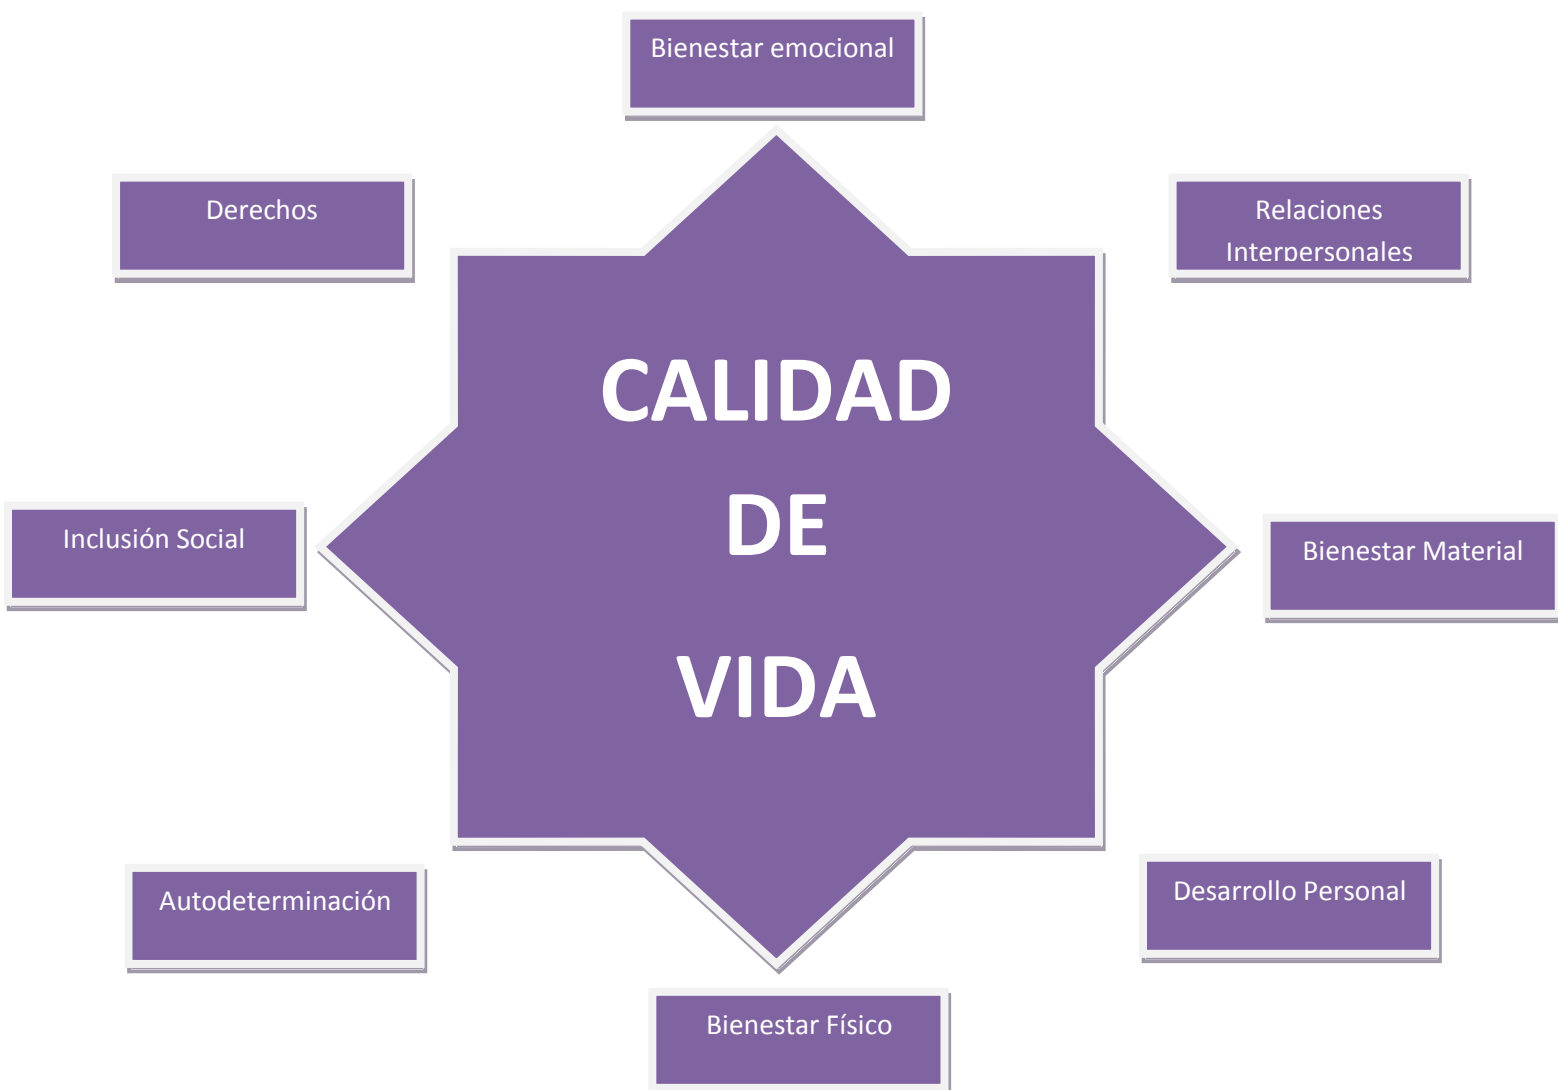 Bienestar emocional
Derechos
Relaciones
Interpersonales
CALIDAD
DE
VIDA
Inclusión Social
Bienestar Material
Autodeterminación
Desarrollo Personal
Bienestar Físico